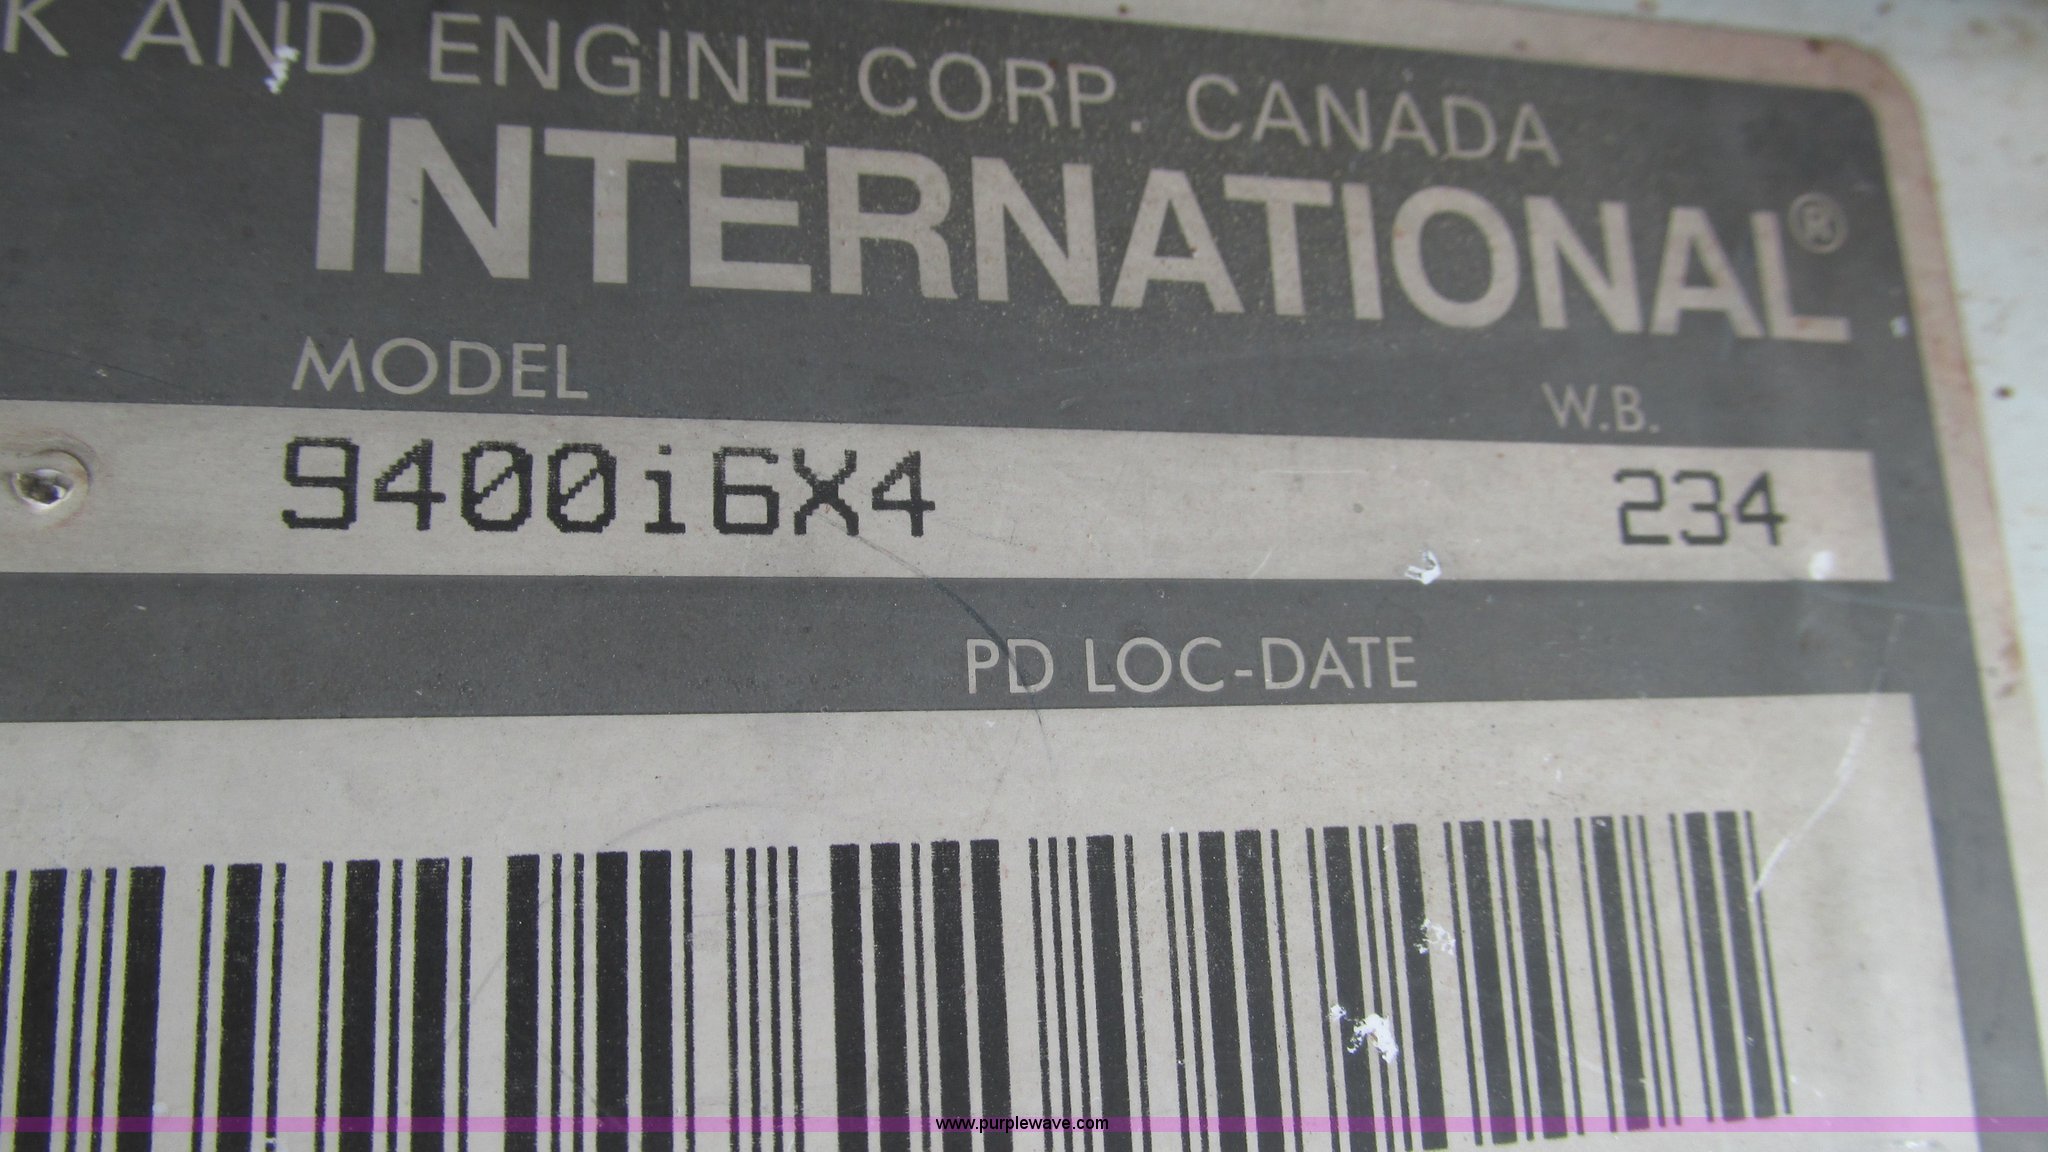 K AND ENGINE CORP. CANADA
INTERNATIONAL®
MODEL W.B.
9400i6X4 234
PD LOC-DATE
www.purplewave.com